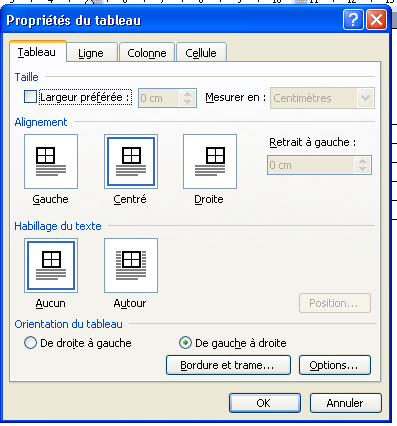 Propriétés du tableau
Tableau Ligne Colonne Cellule
Taille
Largeur préférée : 0 cm Mesurer en : Centimètres
Alignement
Retrait à gauche :
0 cm
Gauche Centré Droite
Habillage du texte
Aucun Autour
Position...
Orientation du tableau
De droite à gauche De gauche à droite
Bordure et trame... Options...
OK Annuler